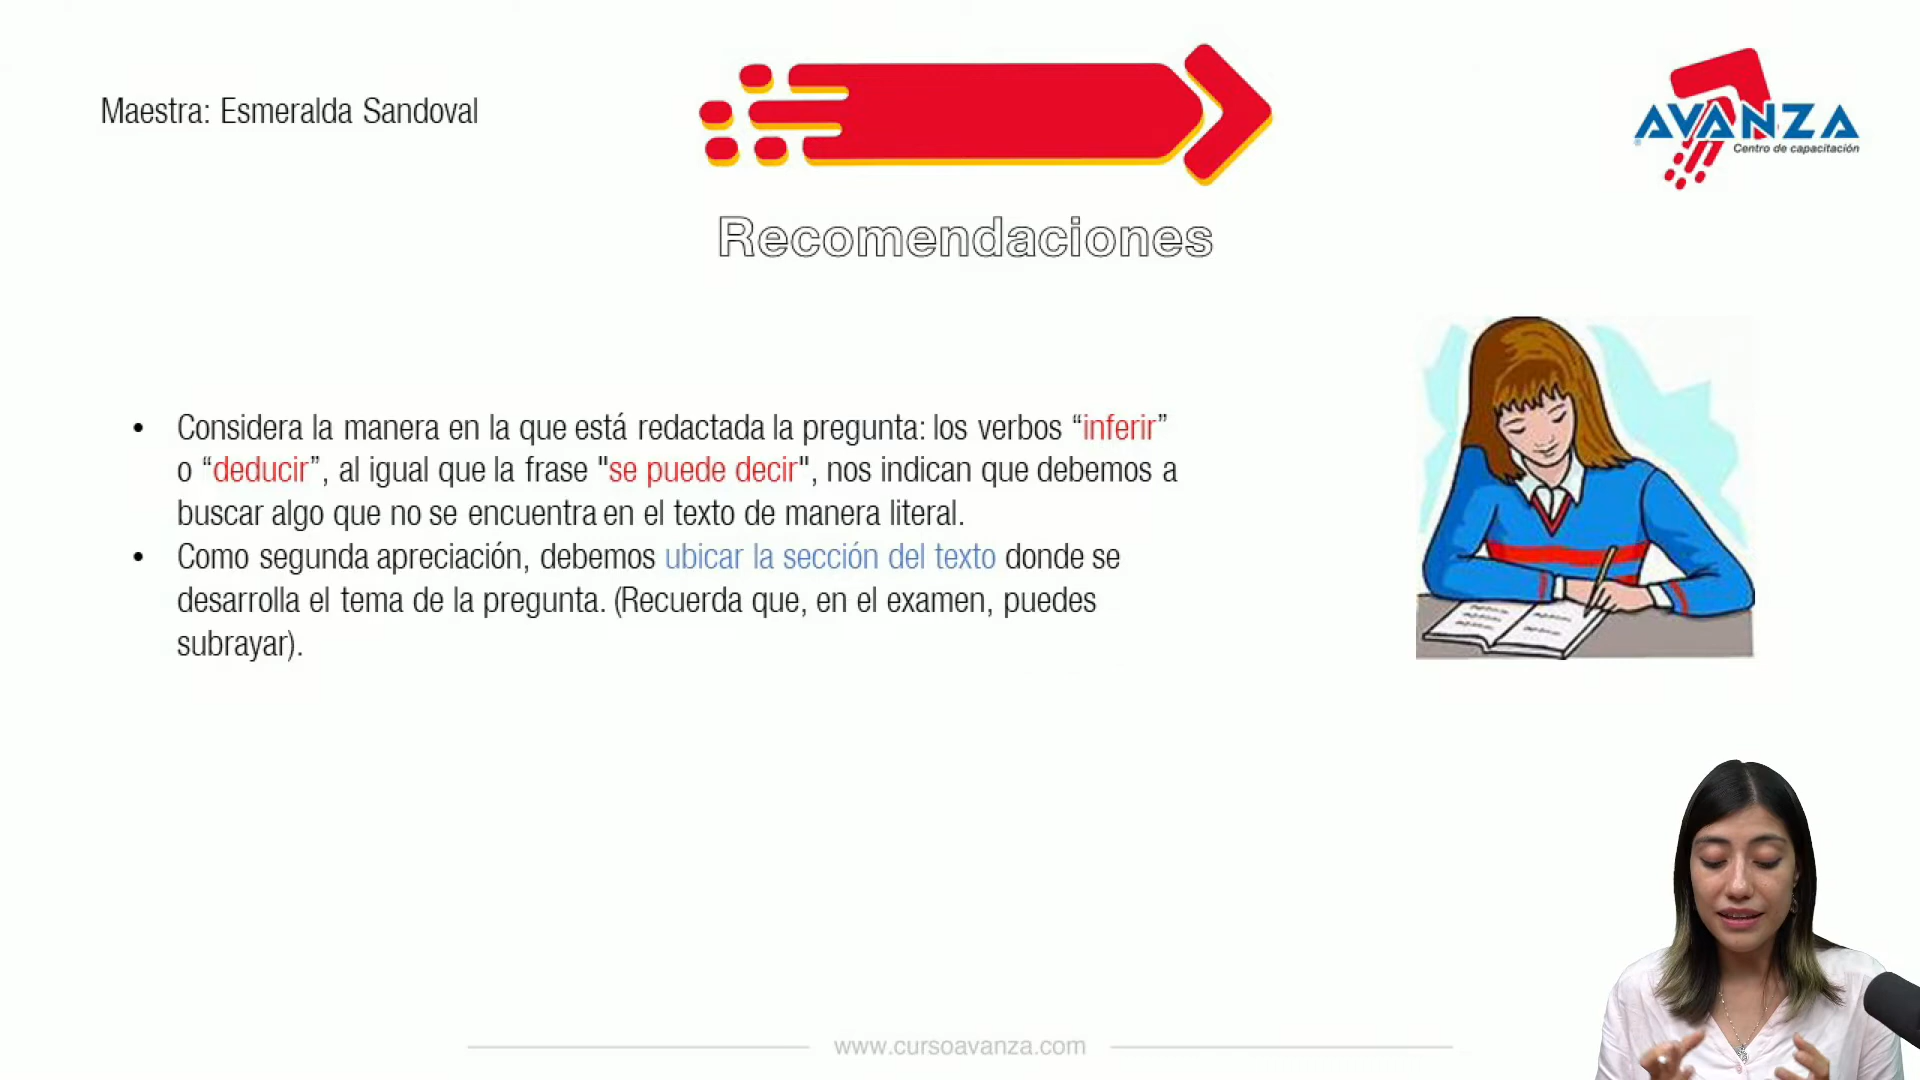 Maestra: Esmeralda Sandoval
AVANZA
Centro de capacitación
Recomendaciones
• Considera la manera en la que está redactada la pregunta: los verbos “inferir”
o “deducir”, al igual que la frase "se puede decir", nos indican que debemos a
buscar algo que no se encuentra en el texto de manera literal.
• Como segunda apreciación, debemos ubicar la sección del texto donde se
desarrolla el tema de la pregunta. (Recuerda que, en el examen, puedes
subrayar).
www.cursoavanza.com